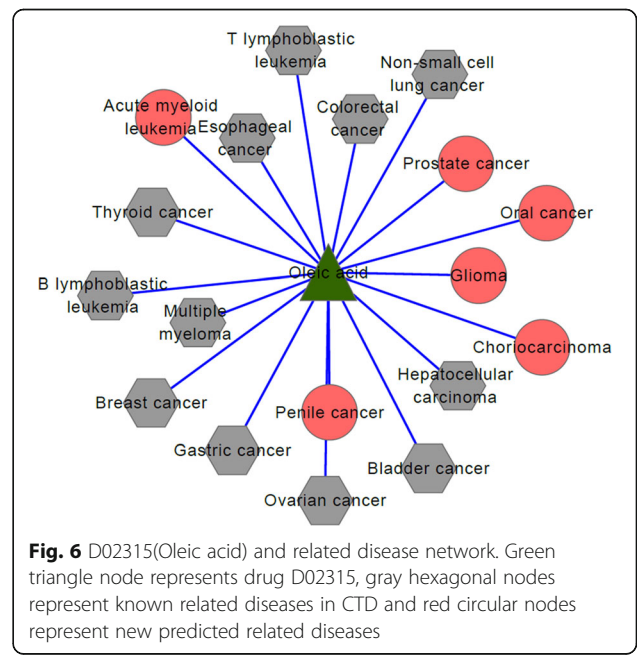 T lymphoblastic
leukemia
Non-small cell
lung cancer
Acute myeloid
leukemia
Esophageal
cancer
Colorectal
cancer
Prostate cancer
Thyroid cancer
Oral cancer
Oleic acid
Glioma
B lymphoblastic
leukemia
Multiple
myeloma
Choriocarcinoma
Hepatocellular
carcinoma
Breast cancer
Penile cancer
Gastric cancer
Bladder cancer
Ovarian cancer
Fig. 6 D02315(Oleic acid) and related disease network. Green
triangle node represents drug D02315, gray hexagonal nodes
represent known related diseases in CTD and red circular nodes
represent new predicted related diseases